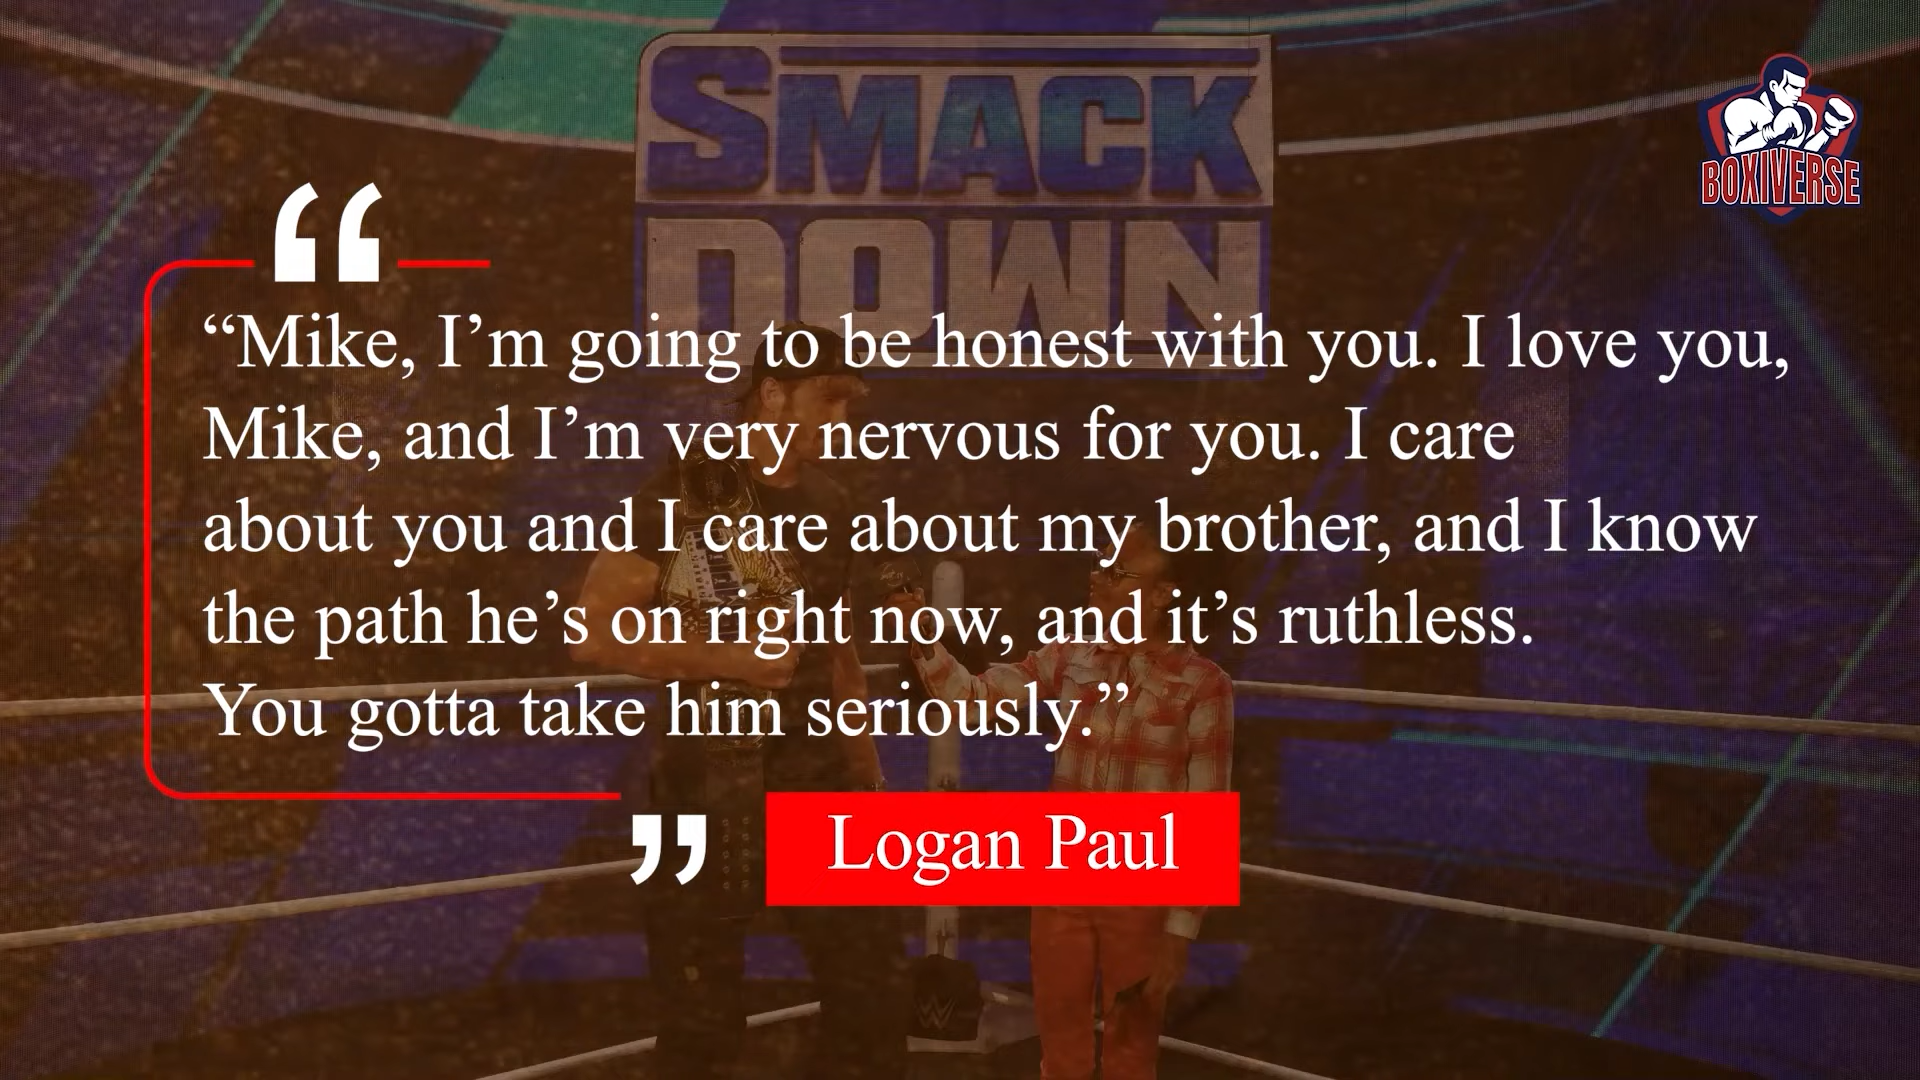 SMACK
DOWN
BOXIVERSE
“Mike, I’m going to be honest with you. I love you,
Mike, and I’m very nervous for you. I care
about you and I care about my brother, and I know
the path he’s on right now, and it’s ruthless.
You gotta take him seriously.”
Logan Paul
W